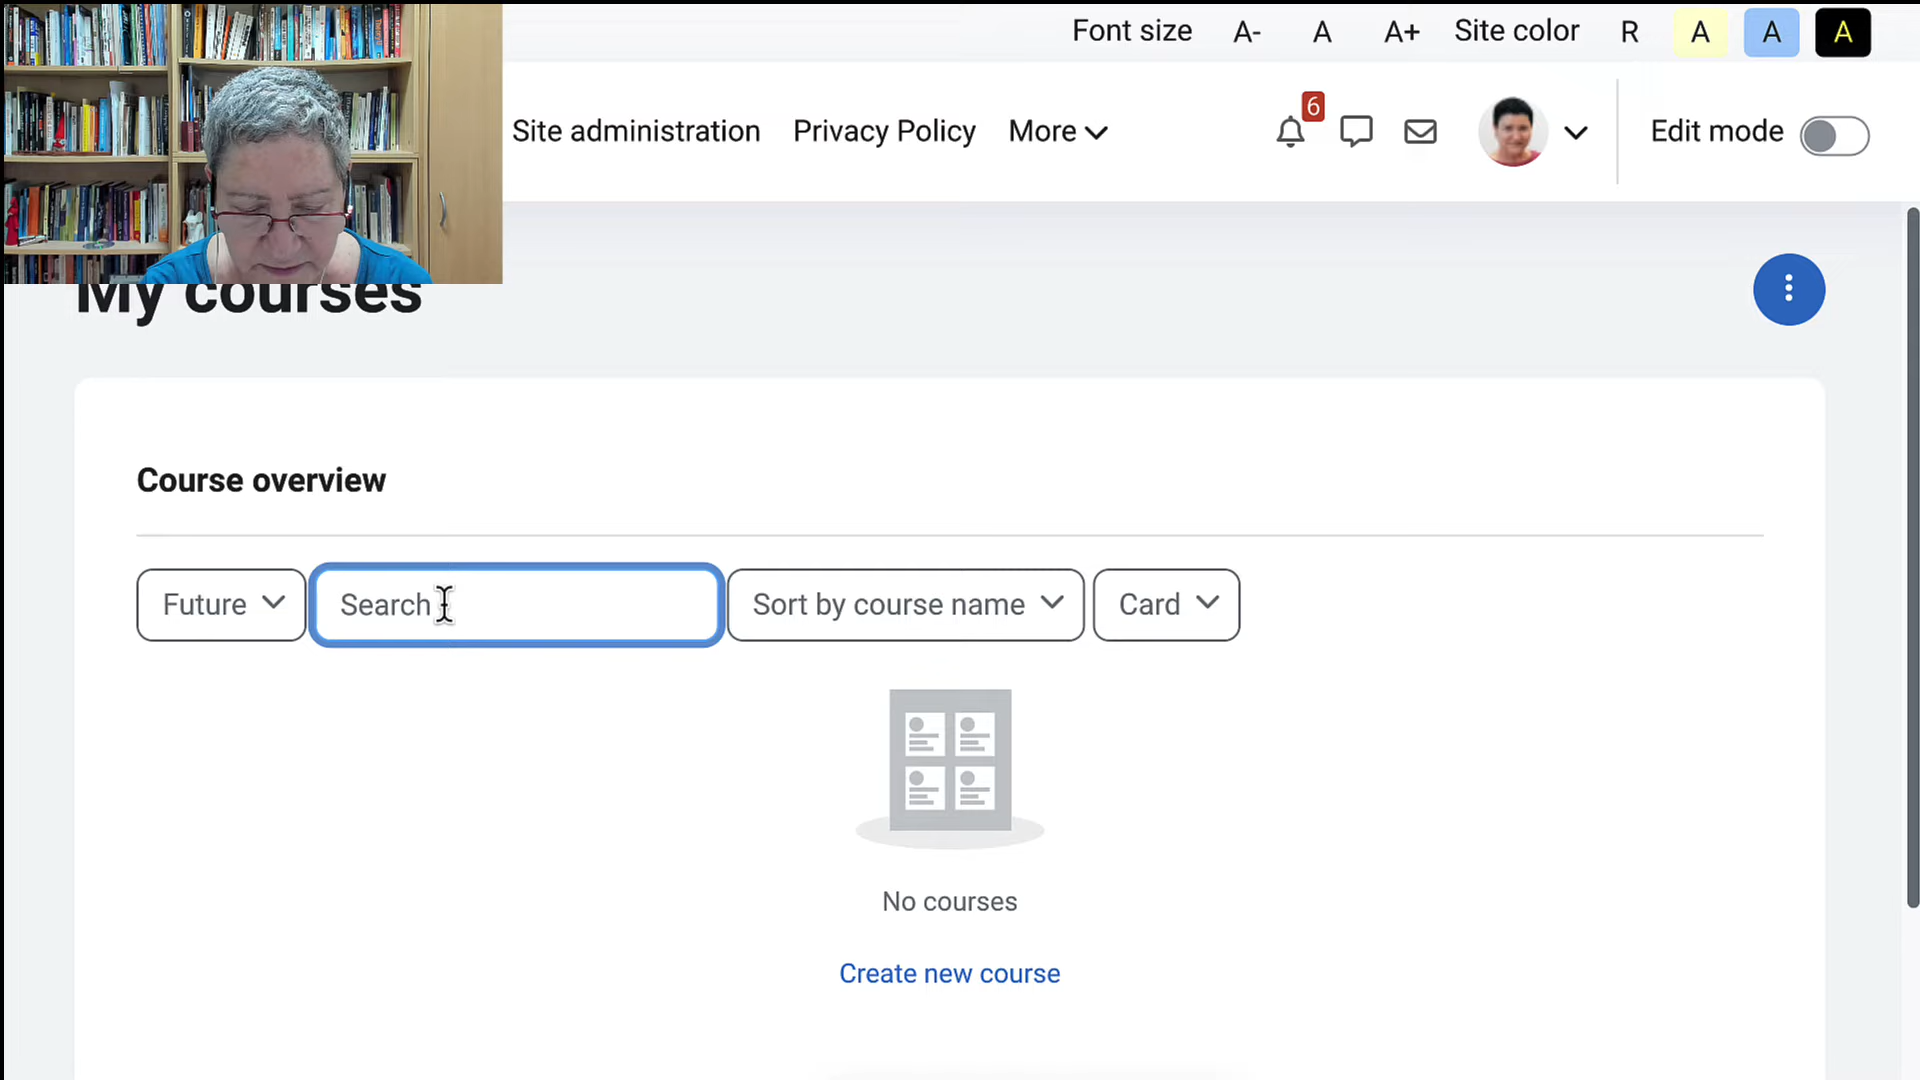 Font size A- A A+ Site color R A A A
Site administration Privacy Policy More 6 Edit mode
My courses
Course overview
Future Search Sort by course name Card
No courses
Create new course